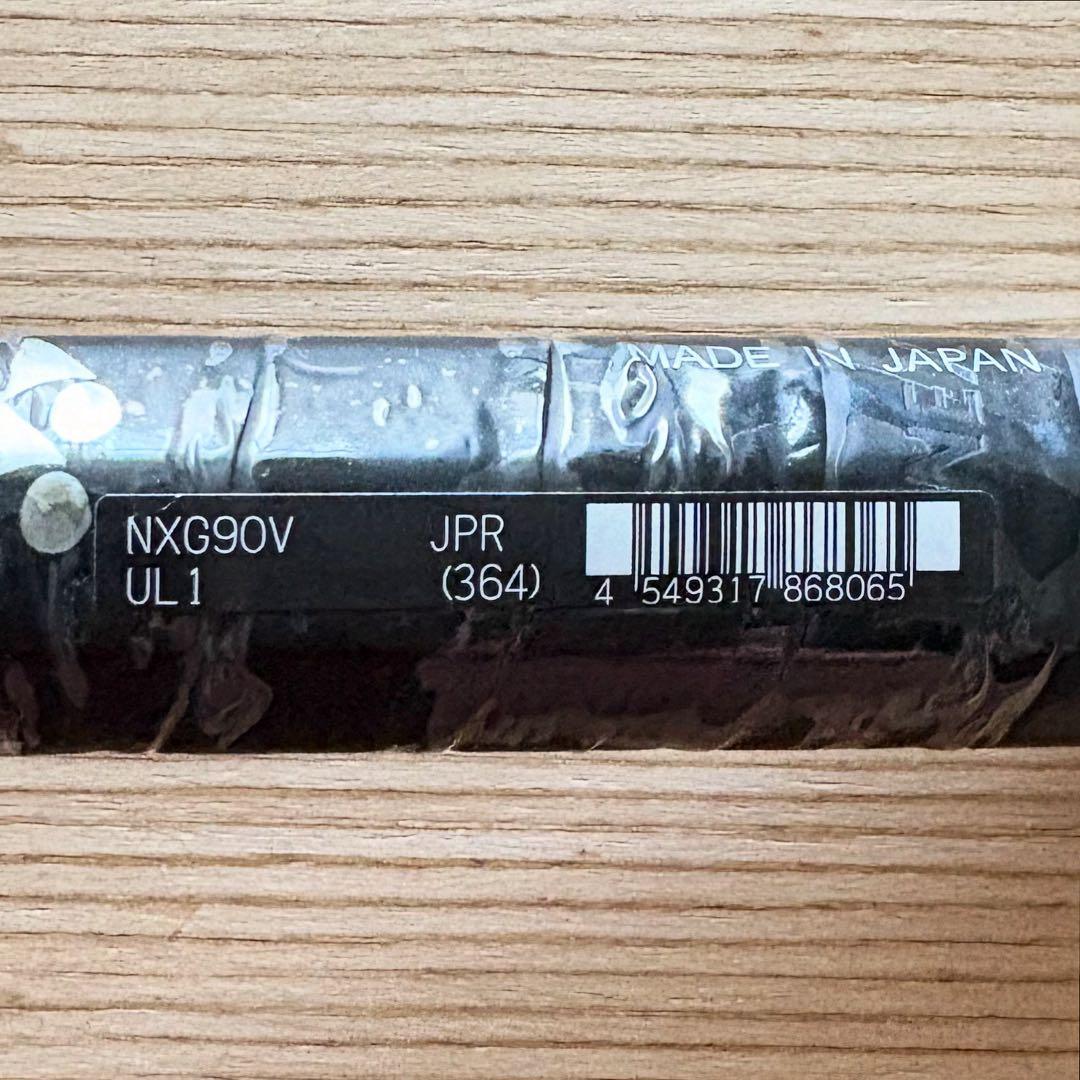 MADE IN JAPAN
NXG90V JPR
UL1 (364)
4 549317 868065